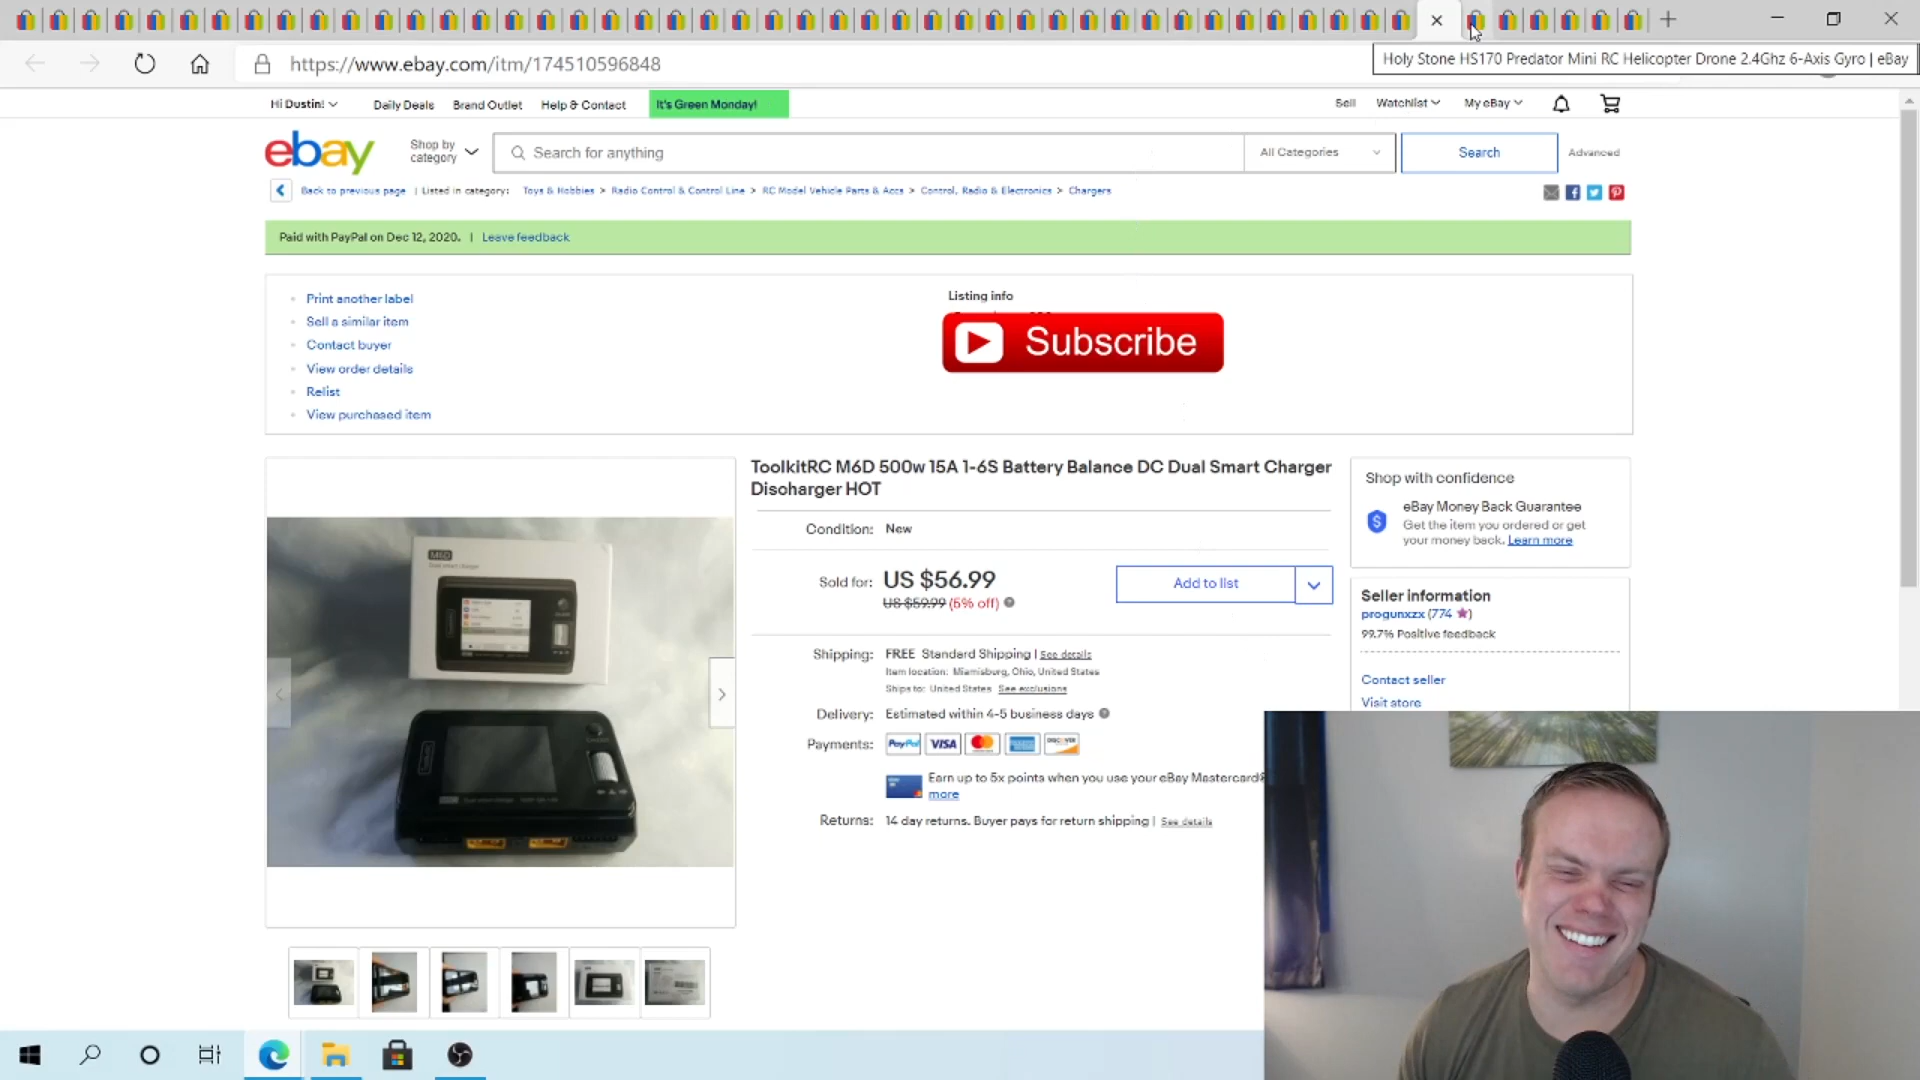 https://www.ebay.com/itm/174510596848
Holy Stone HS170 Predator Mini RC Helicopter Drone 2.4Ghz 6-Axis Gyro | eBay
Hi Dustin!
Daily Deals
Brand Outlet
Help & Contact
It's Green Monday!
Sell
Watchlist
My eBay
ebay
Shop by category
Search for anything
All Categories
Search
Advanced
Back to previous page | Listed in category: Toys & Hobbies > Radio Control & Control Line > RC Model Vehicle Parts & Accs > Control, Radio & Electronics > Chargers
Paid with PayPal on Dec 12, 2020. | Leave feedback
Print another label
Sell a similar item
Contact buyer
View order details
Relist
View purchased item
Listing info
Subscribe
ToolkitRC M6D 500w 15A 1-6S Battery Balance DC Dual Smart Charger
Discharger HOT
Condition: New
Sold for: US $56.99
US $59.99 (5% off)
Add to list
Shipping: FREE Standard Shipping | See details
Item location: Miamisburg, Ohio, United States
Ships to: United States See exclusions
Delivery: Estimated within 4-5 business days
Payments: PayPal VISA DISCOVER
Earn up to 5x points when you use your eBay Mastercard®
more
Returns: 14 day returns. Buyer pays for return shipping | See details
Shop with confidence
eBay Money Back Guarantee
Get the item you ordered or get
your money back. Learn more
Seller information
progunxzx (774)
99.7% Positive feedback
Contact seller
Visit store
M6D